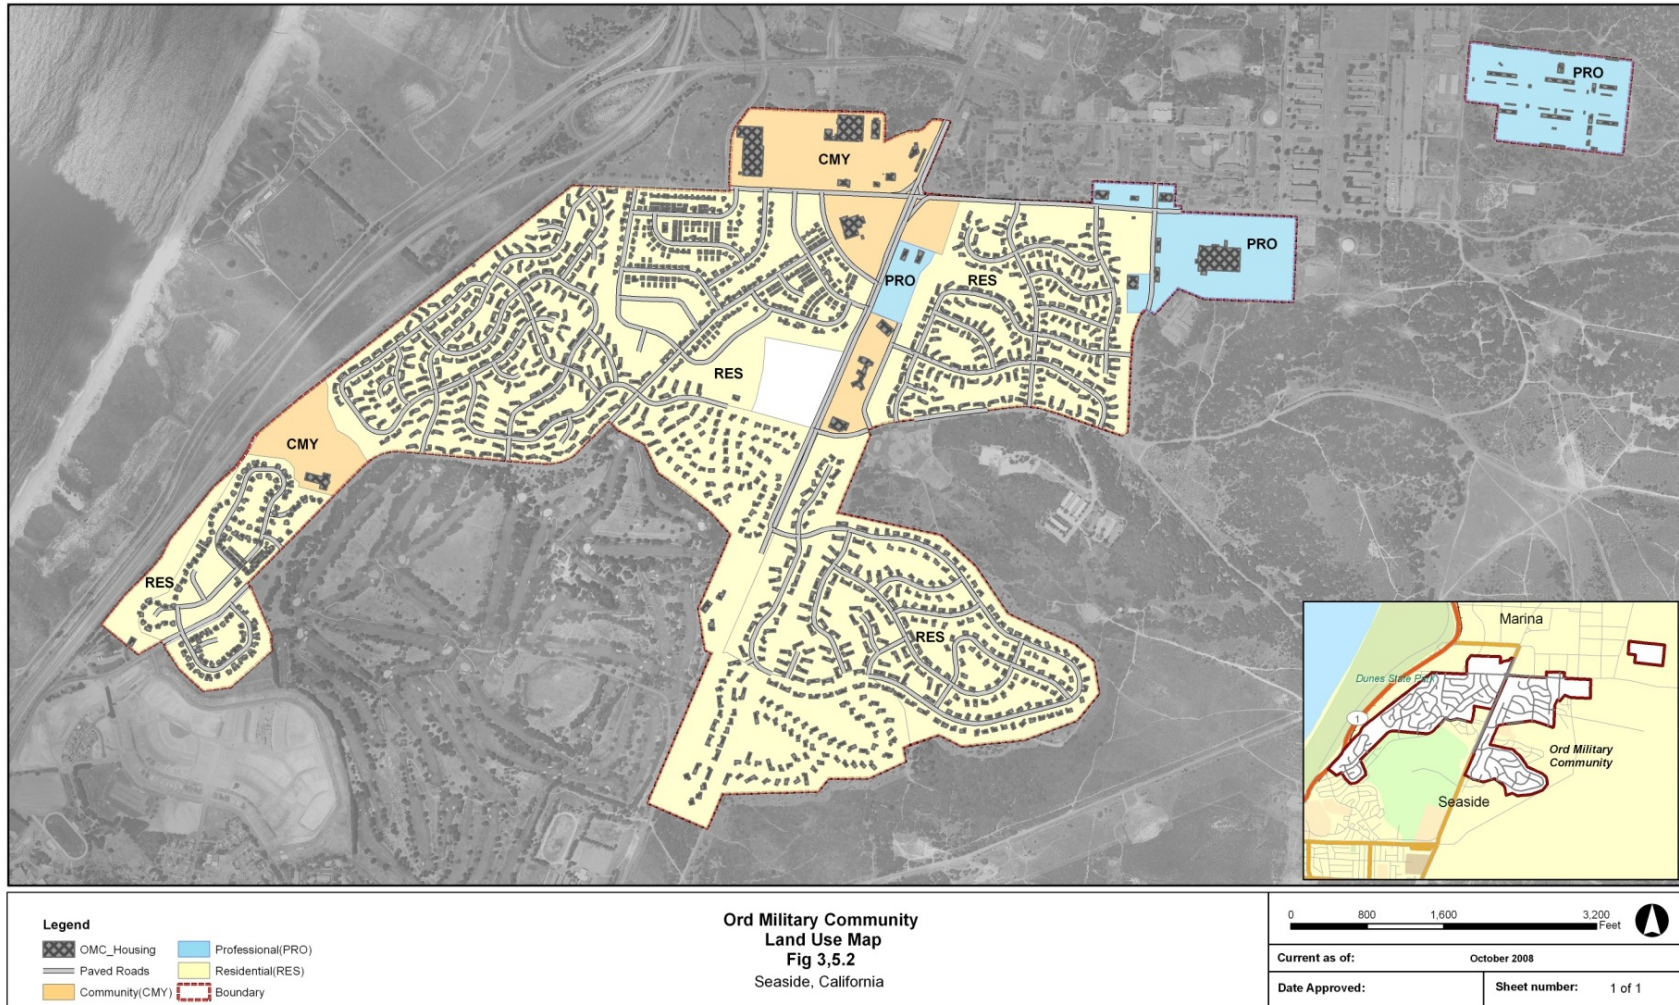 PRO
CMY
PRO
PRO
RES
RES
CMY
RES
RES
Marina
Dunes State Park
1
Ord Military
Community
Seaside
Legend
OMC_Housing
Professional(PRO)
Paved Roads
Residential(RES)
Community(CMY)
Boundary
Ord Military Community
Land Use Map
Fig 3,5.2
Seaside, California
0 800 1,600 3,200
Feet
Current as of: October 2008
Date Approved:
Sheet number: 1 of 1